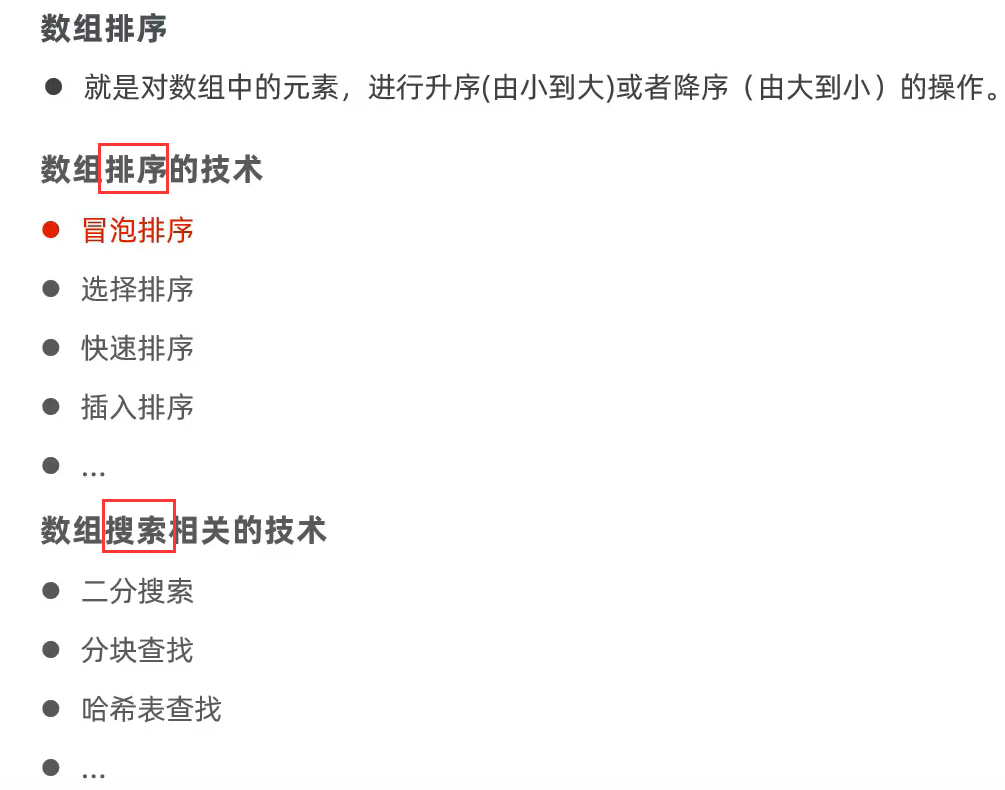 数组排序
● 就是对数组中的元素，进行升序(由小到大)或者降序（由大到小）的操作。
数组排序的技术
● 冒泡排序
● 选择排序
● 快速排序
● 插入排序
● ...
数组搜索相关的技术
● 二分搜索
● 分块查找
● 哈希表查找
● ...